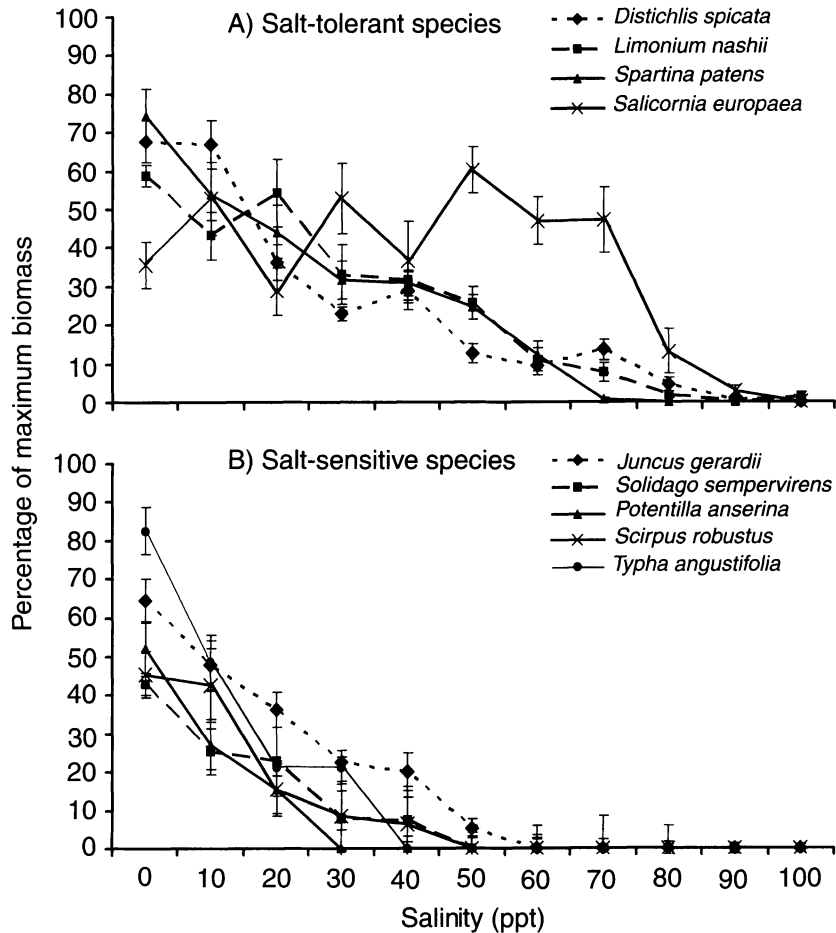 A) Salt-tolerant species
Distichlis spicata
Limonium nashii
Spartina patens
Salicornia europaea
100
90
80
70
60
50
40
30
20
10
0
Percentage of maximum biomass
B) Salt-sensitive species
Juncus gerardii
Solidago sempervirens
Potentilla anserina
Scirpus robustus
Typha angustifolia
100
90
80
70
60
50
40
30
20
10
0
0 10 20 30 40 50 60 70 80 90 100
Salinity (ppt)